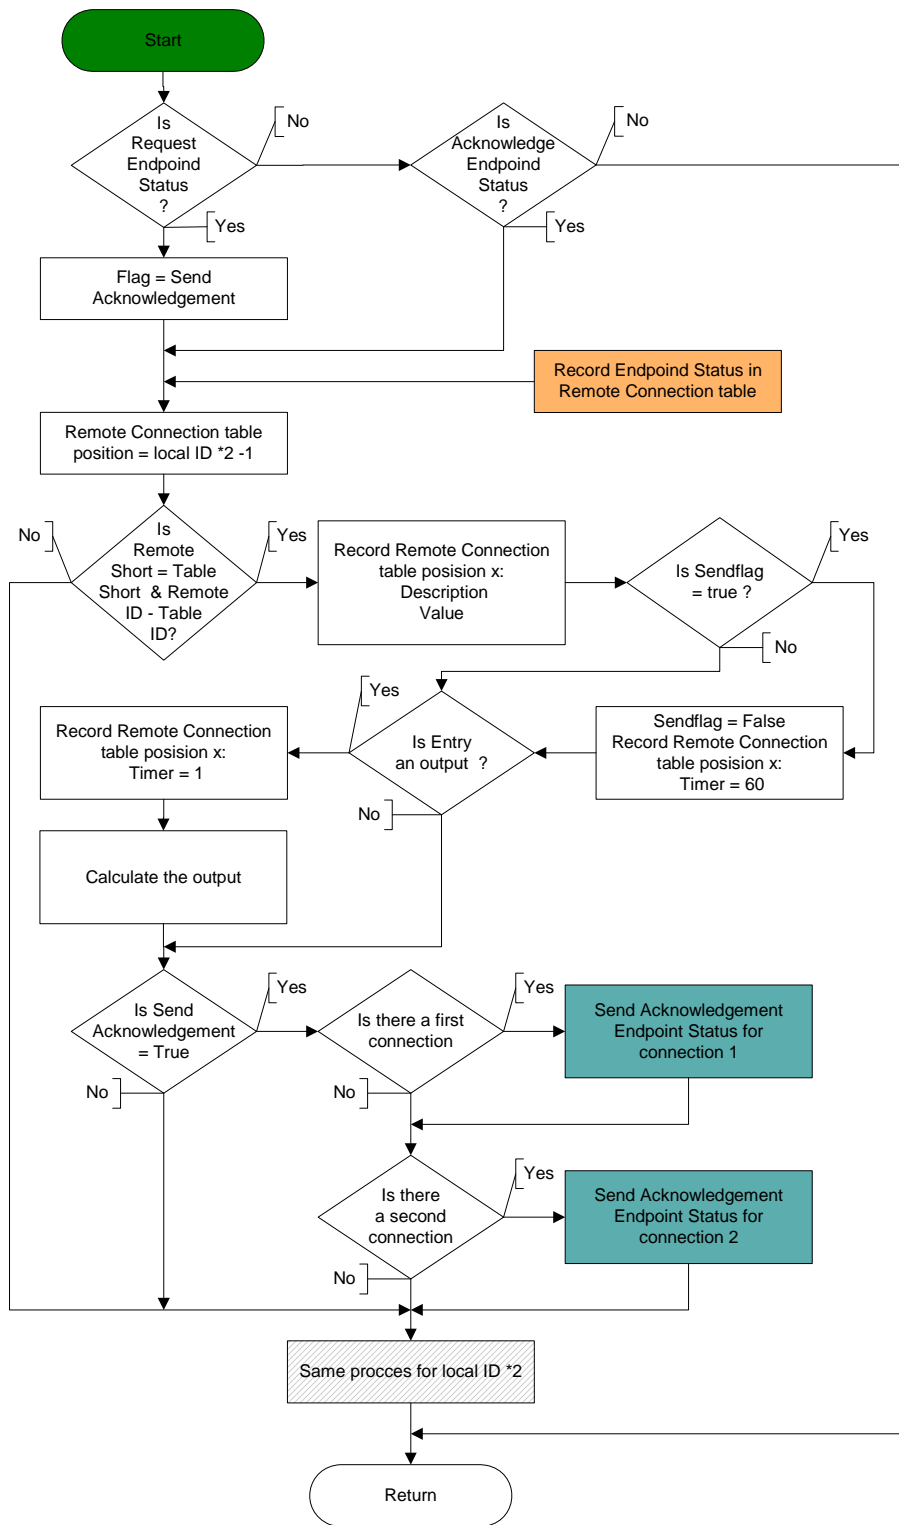 Start
Is
Request
Endpoind
Status
?
No
Yes
Is
Acknowledge
Endpoind
Status
?
No
Yes
Flag = Send
Acknowledgement
Record Endpoind Status in
Remote Connection table
Remote Connection table
position = local ID *2 -1
No
Is
Remote
Short = Table
Short & Remote
ID - Table
ID?
Yes
Record Remote Connection
table posision x:
Description
Value
Is Sendflag
= true ?
Yes
No
Sendflag = False
Record Remote Connection
table posision x:
Timer = 60
Yes
Is Entry
an output ?
No
Record Remote Connection
table posision x:
Timer = 1
Calculate the output
Is Send
Acknowledgement
= True
Yes
No
Is there a first
connection
Yes
No
Send Acknowledgement
Endpoint Status for
connection 1
Is there
a second
connection
Yes
No
Send Acknowledgement
Endpoint Status for
connection 2
Same procces for local ID *2
Return